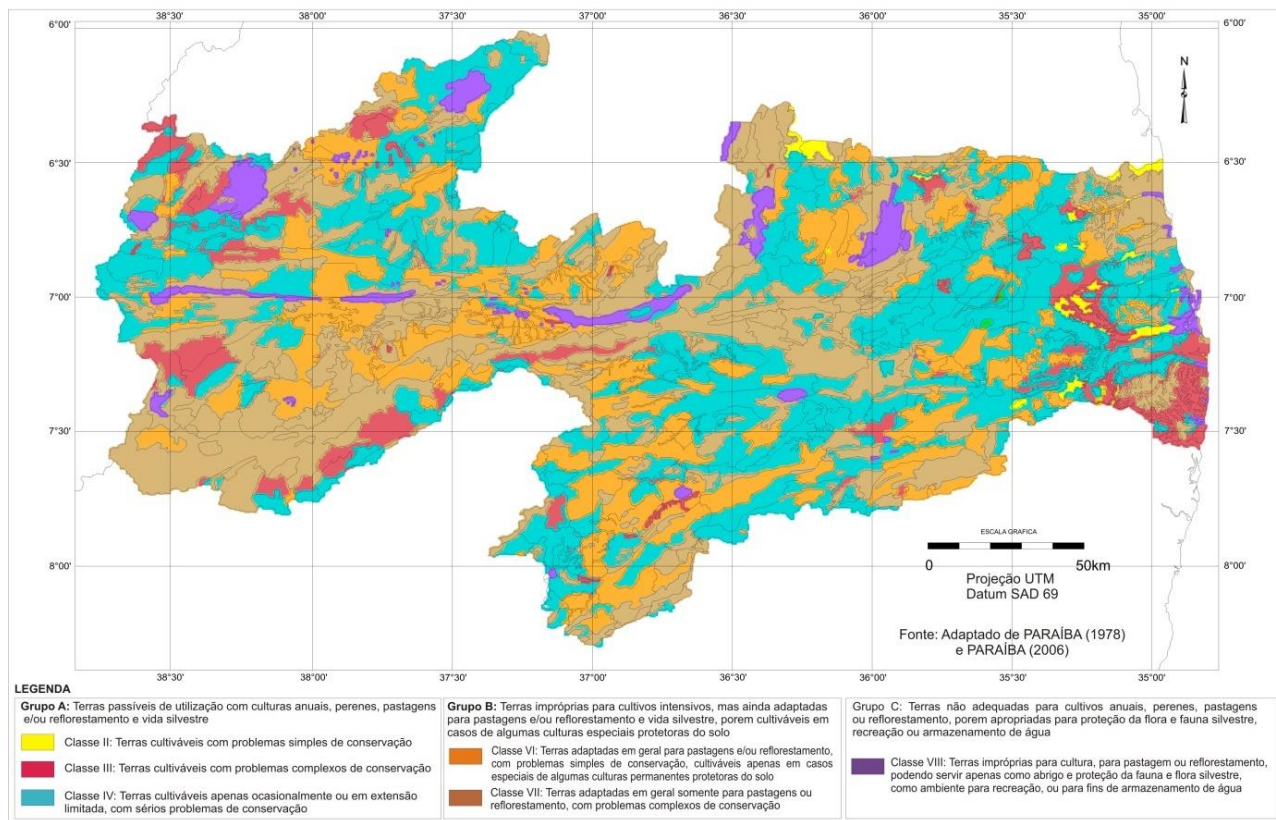 38°30' 38°00' 37°30' 37°00' 36°30' 36°00' 35°30' 35°00'
6°00' 6°00'
N
6°30' 6°30'
7°00' 7°00'
7°30' 7°30'
8°00' 8°00'
ESCALA GRAFICA
0 50km
Projeção UTM
Datum SAD 69
Fonte: Adaptado de PARAÍBA (1978)
e PARAÍBA (2006)
38°30' 38°00' 37°30' 37°00' 36°30' 36°00' 35°30' 35°00'
LEGENDA
Grupo A: Terras passíveis de utilização com culturas anuais, perenes, pastagens
e/ou reflorestamento e vida silvestre
Classe II: Terras cultiváveis com problemas simples de conservação
Classe III: Terras cultiváveis com problemas complexos de conservação
Classe IV: Terras cultiváveis apenas ocasionalmente ou em extensão
limitada, com sérios problemas de conservação
Grupo B: Terras impróprias para cultivos intensivos, mas ainda adaptadas
para pastagens e/ou reflorestamento e vida silvestre, porem cultiváveis em
casos de algumas culturas especiais protetoras do solo
Classe VI: Terras adaptadas em geral para pastagens e/ou reflorestamento,
com problemas simples de conservação, cultiváveis apenas em casos
especiais de algumas culturas permanentes protetoras do solo
Classe VII: Terras adaptadas em geral somente para pastagens ou
reflorestamento, com problemas complexos de conservação
Grupo C: Terras não adequadas para cultivos anuais, perenes, pastagens
ou reflorestamento, porem apropriadas para proteção da flora e fauna silvestre,
recreação ou armazenamento de água
Classe VIII: Terras impróprias para cultura, para pastagem ou reflorestamento,
podendo servir apenas como abrigo e proteção da fauna e flora silvestre,
como ambiente para recreação, ou para fins de armazenamento de água